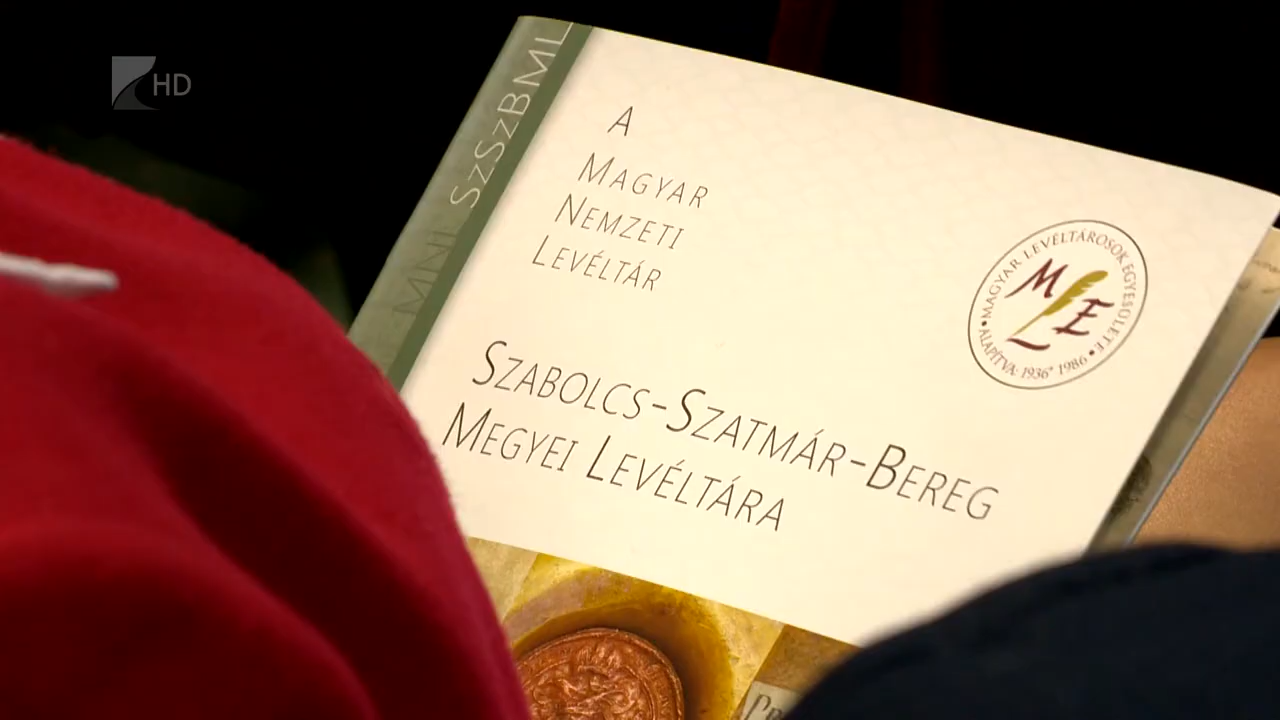 HD
MNL SzSzBML
A
MAGYAR
NEMZETI
LEVÉLTÁR
MAGYAR LEVÉLTÁROSOK EGYESÜLETE
ALAPÍTVA: 1936* 1986
MLE
SZABOLCS-SZATMÁR-BEREG
MEGYEI LEVÉLTÁRA